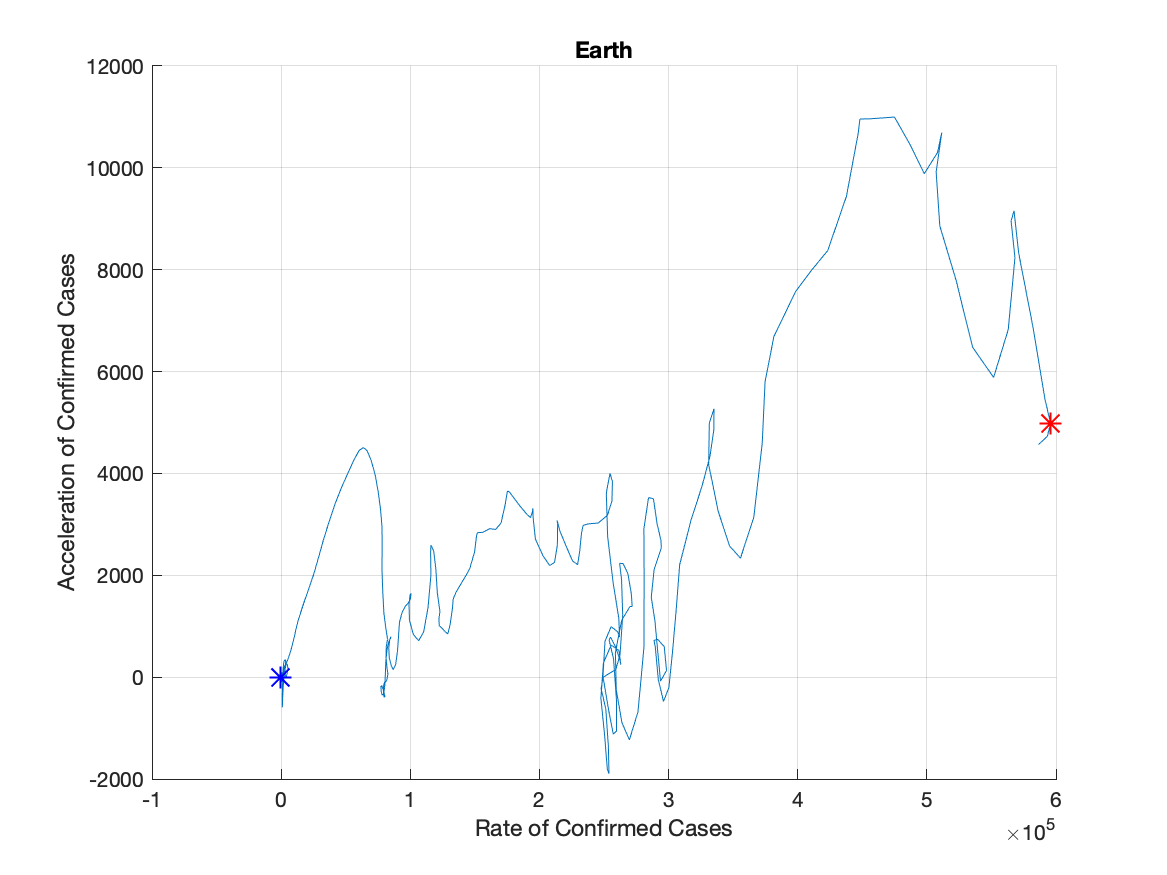 Earth
12000
10000
8000
6000
4000
2000
0
-2000
Acceleration of Confirmed Cases
-1 0 1 2 3 4 5 6
Rate of Confirmed Cases
×10^5